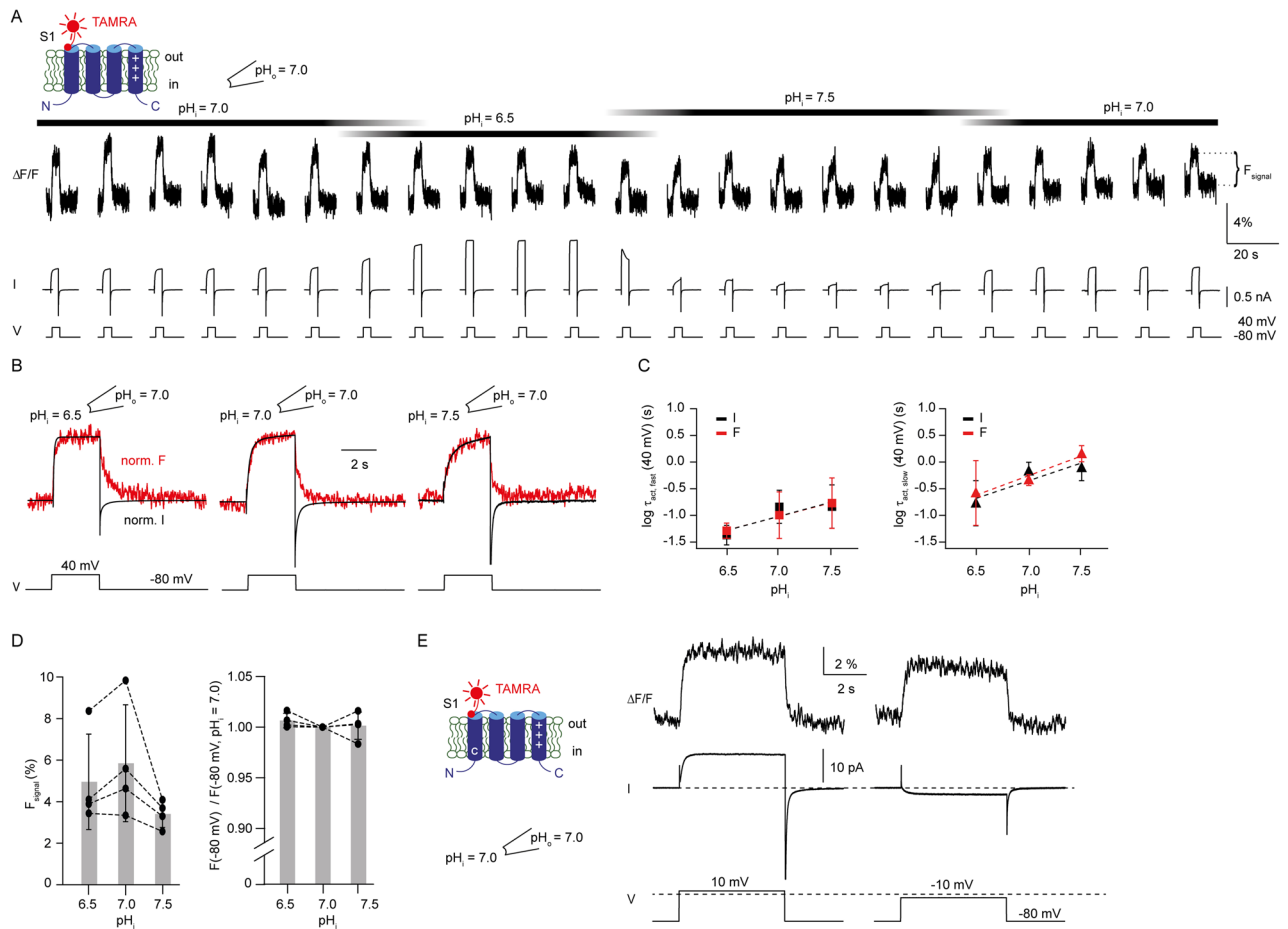 A
TAMRA
S1
out
in
N
C
+
+
+
pHo = 7.0
pHi = 7.0
pHi = 6.5
pHi = 7.5
pHi = 7.0
ΔF/F
Fsignal
4%
20 s
I
0.5 nA
V
40 mV
-80 mV
B
pHi = 6.5
pHo = 7.0
pHi = 7.0
pHo = 7.0
pHi = 7.5
pHo = 7.0
norm. F
norm. I
2 s
V
40 mV
-80 mV
C
log τact, fast (40 mV) (s)
1.0
0.5
0.0
-0.5
-1.0
-1.5
I
F
6.5
7.0
7.5
pHi
log τact, slow (40 mV) (s)
1.0
0.5
0.0
-0.5
-1.0
-1.5
I
F
6.5
7.0
7.5
pHi
D
Fsignal (%)
10
8
6
4
2
0
6.5
7.0
7.5
pHi
F(-80 mV) / F(-80 mV, pHi = 7.0)
1.05
1.00
0.95
0.90
0
6.5
7.0
7.5
pHi
E
TAMRA
S1
out
in
C
+
+
+
N
C
pHi = 7.0
pHo = 7.0
ΔF/F
2 %
2 s
I
10 pA
V
10 mV
-10 mV
-80 mV